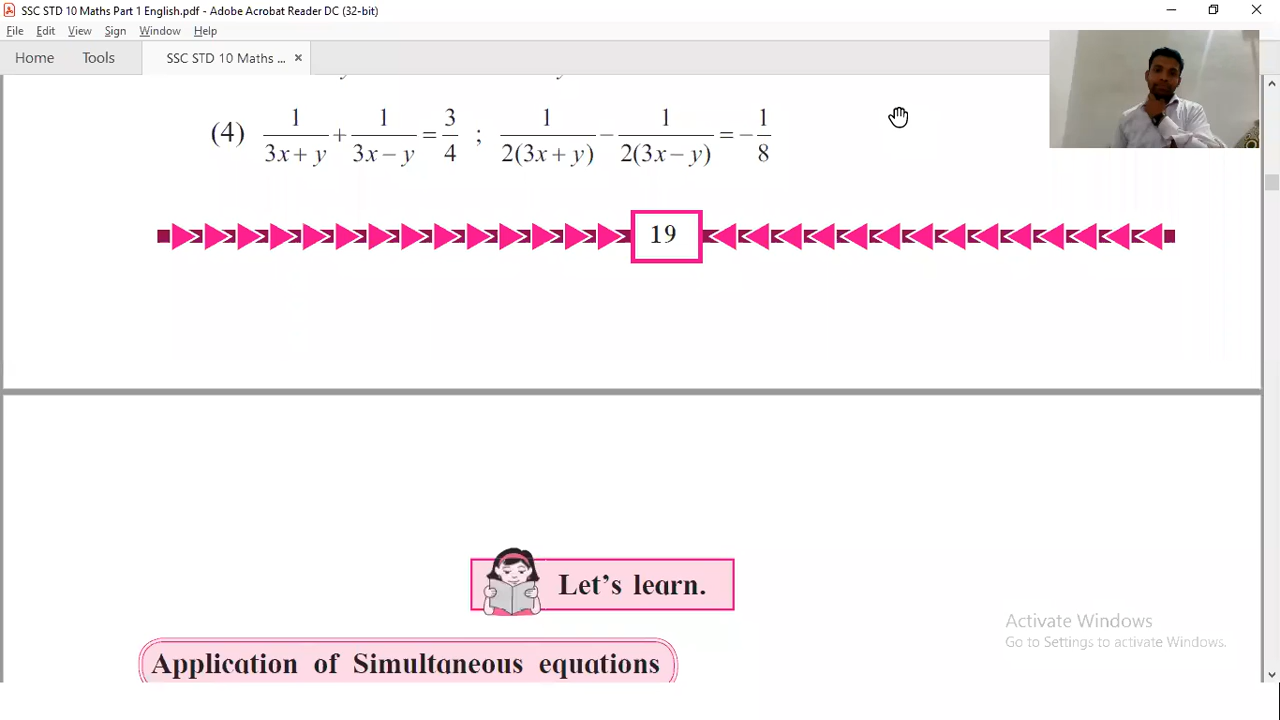 SSC STD 10 Maths Part 1 English.pdf - Adobe Acrobat Reader DC (32-bit)
File Edit View Sign Window Help
Home Tools SSC STD 10 Maths ... ×
(4) 1/(3x + y) + 1/(3x − y) = 3/4 ; 1/(2(3x + y)) − 1/(2(3x − y)) = −1/8
19
Let's learn.
Activate Windows
Go to Settings to activate Windows.
Application of Simultaneous equations